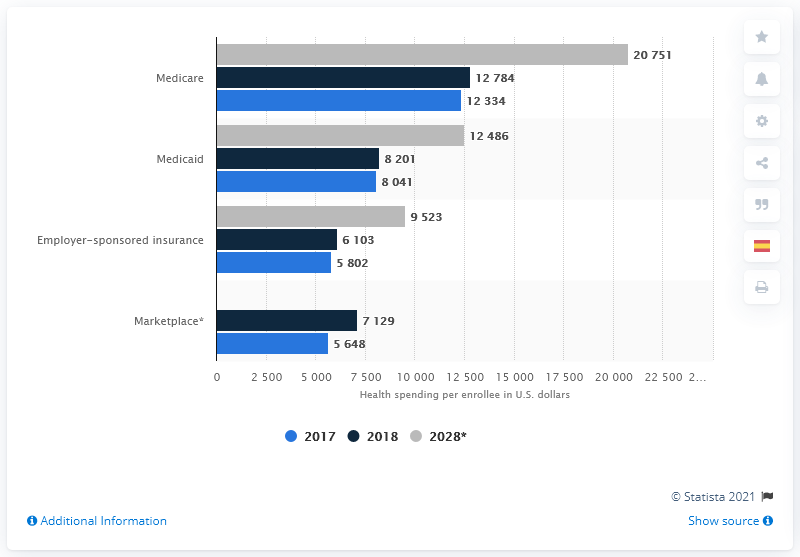 Medicare
20 751
12 784
12 334
Medicaid
12 486
8 201
8 041
Employer-sponsored insurance
9 523
6 103
5 802
Marketplace*
7 129
5 648
0 2 500 5 000 7 500 10 000 12 500 15 000 17 500 20 000 22 500 2...
Health spending per enrollee in U.S. dollars
2017 2018 2028*
© Statista 2021
Additional Information
Show source